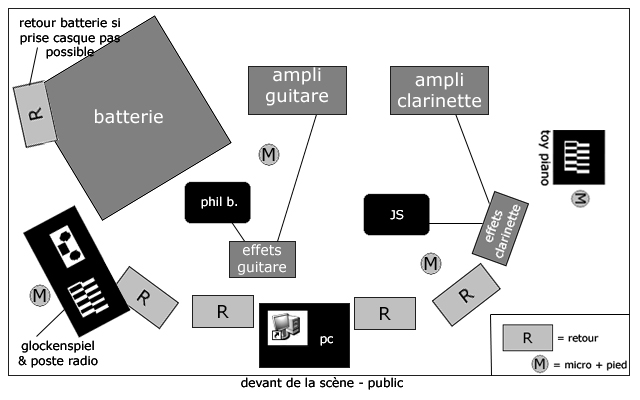 retour batterie si
prise casque pas
possible
R
batterie
ampli
guitare
ampli
clarinette
M
toy piano
M
phil b.
JS
effets
guitare
effets
clarinette
M
M
R
R
R
R
pc
glockenspiel
& poste radio
R = retour
M = micro + pied
devant de la scène - public